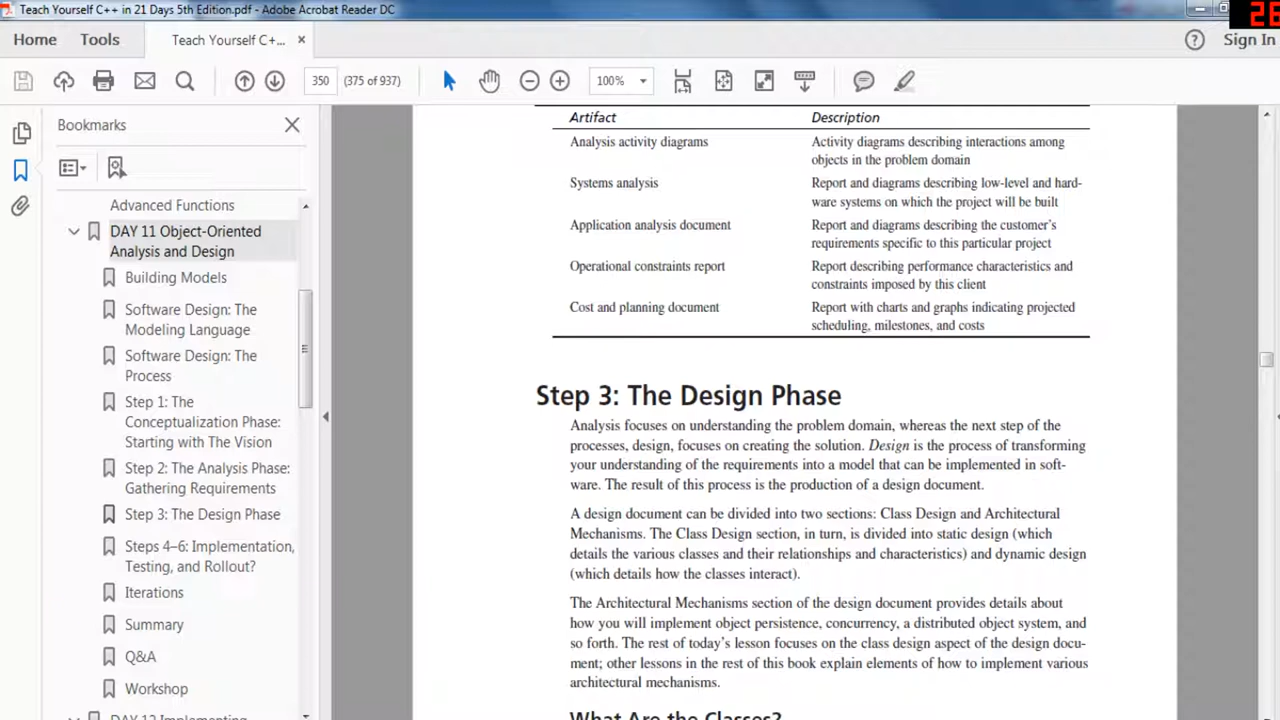 Teach Yourself C++ in 21 Days 5th Edition.pdf - Adobe Acrobat Reader DC
26
Home Tools Teach Yourself C+... × Sign In
350 (375 of 937) 100%
Bookmarks
Advanced Functions
DAY 11 Object-Oriented
Analysis and Design
Building Models
Software Design: The
Modeling Language
Software Design: The
Process
Step 1: The
Conceptualization Phase:
Starting with The Vision
Step 2: The Analysis Phase:
Gathering Requirements
Step 3: The Design Phase
Steps 4–6: Implementation,
Testing, and Rollout?
Iterations
Summary
Q&A
Workshop
DAY 12 Implementing
Artifact Description
Analysis activity diagrams Activity diagrams describing interactions among
objects in the problem domain
Systems analysis Report and diagrams describing low-level and hard-
ware systems on which the project will be built
Application analysis document Report and diagrams describing the customer's
requirements specific to this particular project
Operational constraints report Report describing performance characteristics and
constraints imposed by this client
Cost and planning document Report with charts and graphs indicating projected
scheduling, milestones, and costs
Step 3: The Design Phase
Analysis focuses on understanding the problem domain, whereas the next step of the
processes, design, focuses on creating the solution. Design is the process of transforming
your understanding of the requirements into a model that can be implemented in soft-
ware. The result of this process is the production of a design document.
A design document can be divided into two sections: Class Design and Architectural
Mechanisms. The Class Design section, in turn, is divided into static design (which
details the various classes and their relationships and characteristics) and dynamic design
(which details how the classes interact).
The Architectural Mechanisms section of the design document provides details about
how you will implement object persistence, concurrency, a distributed object system, and
so forth. The rest of today's lesson focuses on the class design aspect of the design docu-
ment; other lessons in the rest of this book explain elements of how to implement various
architectural mechanisms.
What Are the Classes?